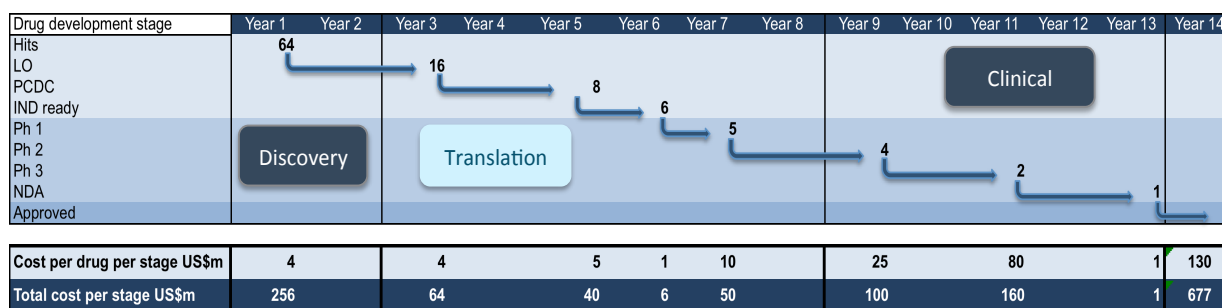 Drug development stage Year 1 Year 2 Year 3 Year 4 Year 5 Year 6 Year 7 Year 8 Year 9 Year 10 Year 11 Year 12 Year 13 Year 14
Hits 64
LO 16
PCDC 8
IND ready 6
Ph 1 5
Ph 2 4
Ph 3 2
NDA 1
Approved
Discovery
Translation
Clinical
Cost per drug per stage US$m 4 4 5 1 10 25 80 1 130
Total cost per stage US$m 256 64 40 6 50 100 160 1 677